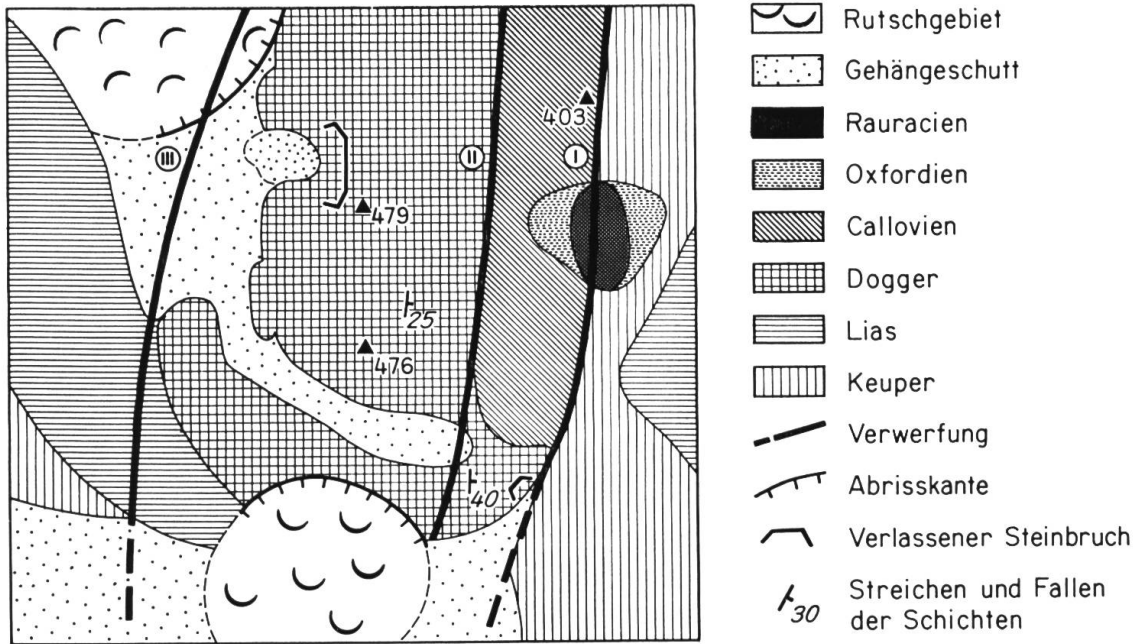 403
III
II
I
479
25
476
40
Rutschgebiet
Gehängeschutt
Rauracien
Oxfordien
Callovien
Dogger
Lias
Keuper
Verwerfung
Abrisskante
Verlassener Steinbruch
30
Streichen und Fallen
der Schichten